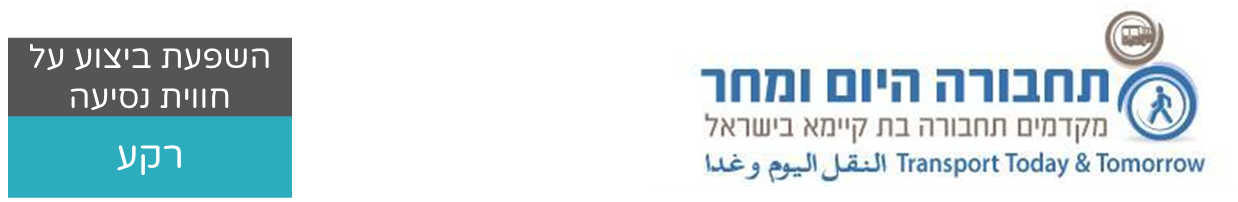 השפעת ביצוע על
חווית נסיעה
רקע
תחבורה היום ומחר
מקדמים תחבורה בת קיימא בישראל
Transport Today & Tomorrow النقل اليوم وغدا